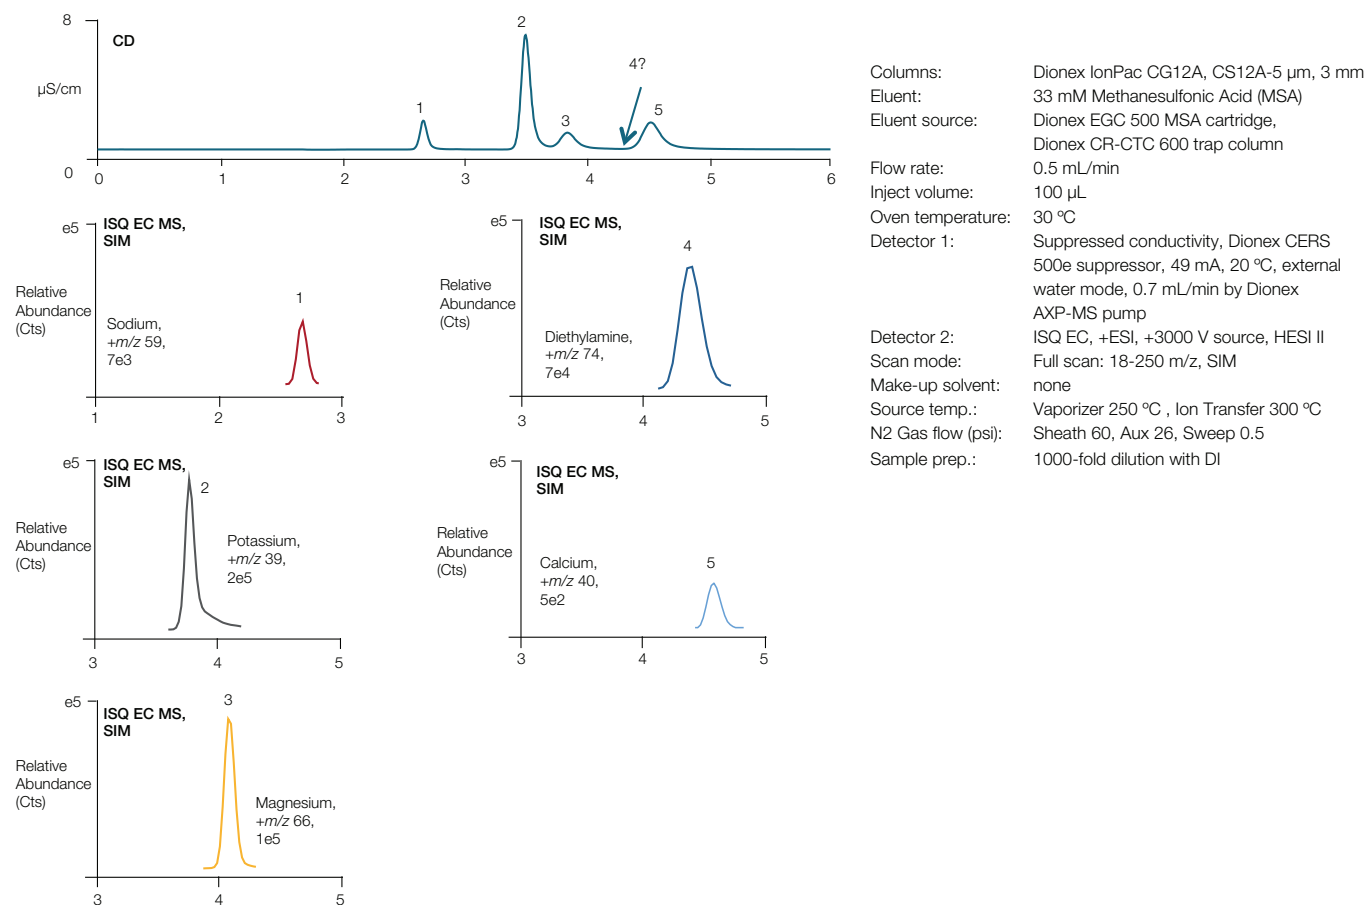 8
CD
µS/cm
0
1
2
3
4?
5
0
1
2
3
4
5
6
e5
ISQ EC MS,
SIM
Relative
Abundance
(Cts)
1
Sodium,
+m/z 59,
7e3
1
2
3
e5
ISQ EC MS,
SIM
Relative
Abundance
(Cts)
4
Diethylamine,
+m/z 74,
7e4
3
4
5
e5
ISQ EC MS,
SIM
Relative
Abundance
(Cts)
2
Potassium,
+m/z 39,
2e5
3
4
5
e5
ISQ EC MS,
SIM
Relative
Abundance
(Cts)
5
Calcium,
+m/z 40,
5e2
3
4
5
e5
ISQ EC MS,
SIM
Relative
Abundance
(Cts)
3
Magnesium,
+m/z 66,
1e5
3
4
5
Columns: Dionex IonPac CG12A, CS12A-5 µm, 3 mm
Eluent: 33 mM Methanesulfonic Acid (MSA)
Eluent source: Dionex EGC 500 MSA cartridge,
Dionex CR-CTC 600 trap column
Flow rate: 0.5 mL/min
Inject volume: 100 µL
Oven temperature: 30 ºC
Detector 1: Suppressed conductivity, Dionex CERS
500e suppressor, 49 mA, 20 ºC, external
water mode, 0.7 mL/min by Dionex
AXP-MS pump
Detector 2: ISQ EC, +ESI, +3000 V source, HESI II
Scan mode: Full scan: 18-250 m/z, SIM
Make-up solvent: none
Source temp.: Vaporizer 250 ºC , Ion Transfer 300 ºC
N2 Gas flow (psi): Sheath 60, Aux 26, Sweep 0.5
Sample prep.: 1000-fold dilution with DI